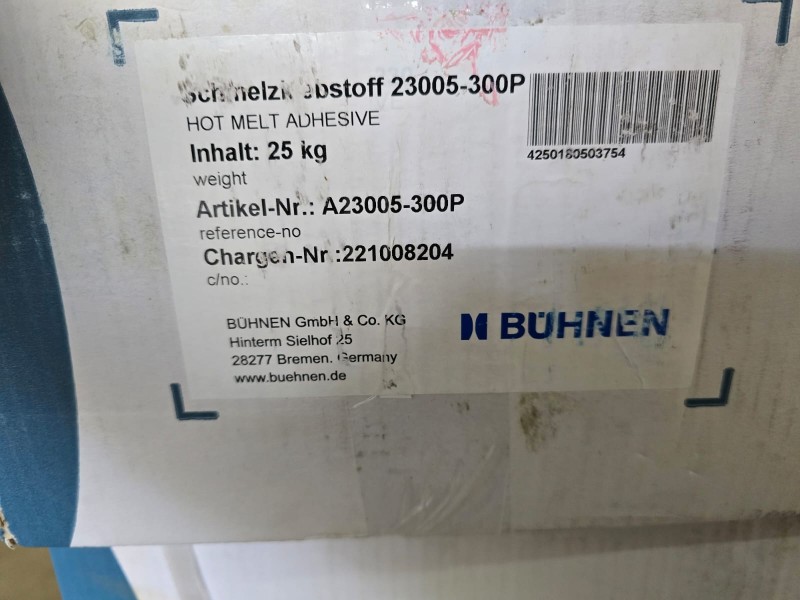 Schmelzklebstoff 23005-300P
HOT MELT ADHESIVE
4250180503754
Inhalt: 25 kg
weight
Artikel-Nr.: A23005-300P
reference-no
Chargen-Nr.:221008204
c/no.:
BÜHNEN GmbH & Co. KG
Hinterm Sielhof 25
28277 Bremen, Germany
www.buehnen.de
BÜHNEN